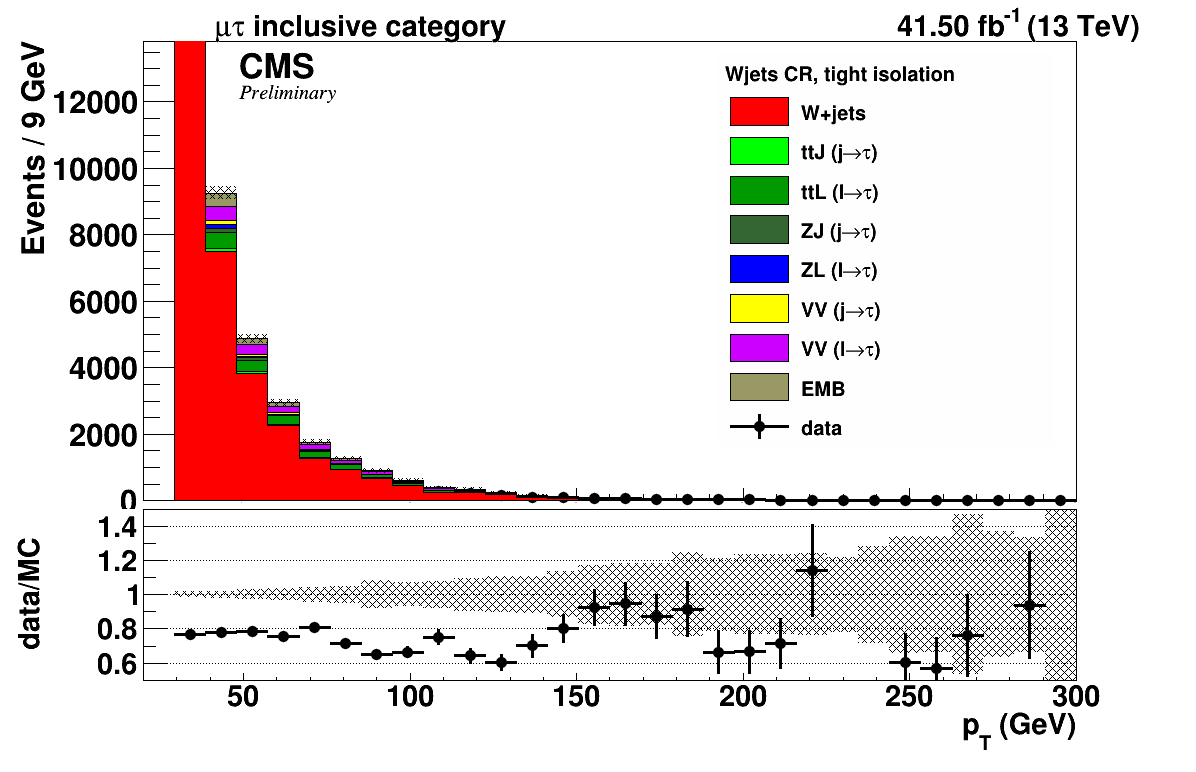 μτ inclusive category
41.50 fb-1 (13 TeV)
CMS
Preliminary
Events / 9 GeV
12000
10000
8000
6000
4000
2000
0
Wjets CR, tight isolation
W+jets
ttJ (j→τ)
ttL (l→τ)
ZJ (j→τ)
ZL (l→τ)
VV (j→τ)
VV (l→τ)
EMB
data
data/MC
1.4
1.2
1
0.8
0.6
50 100 150 200 250 300
pT (GeV)